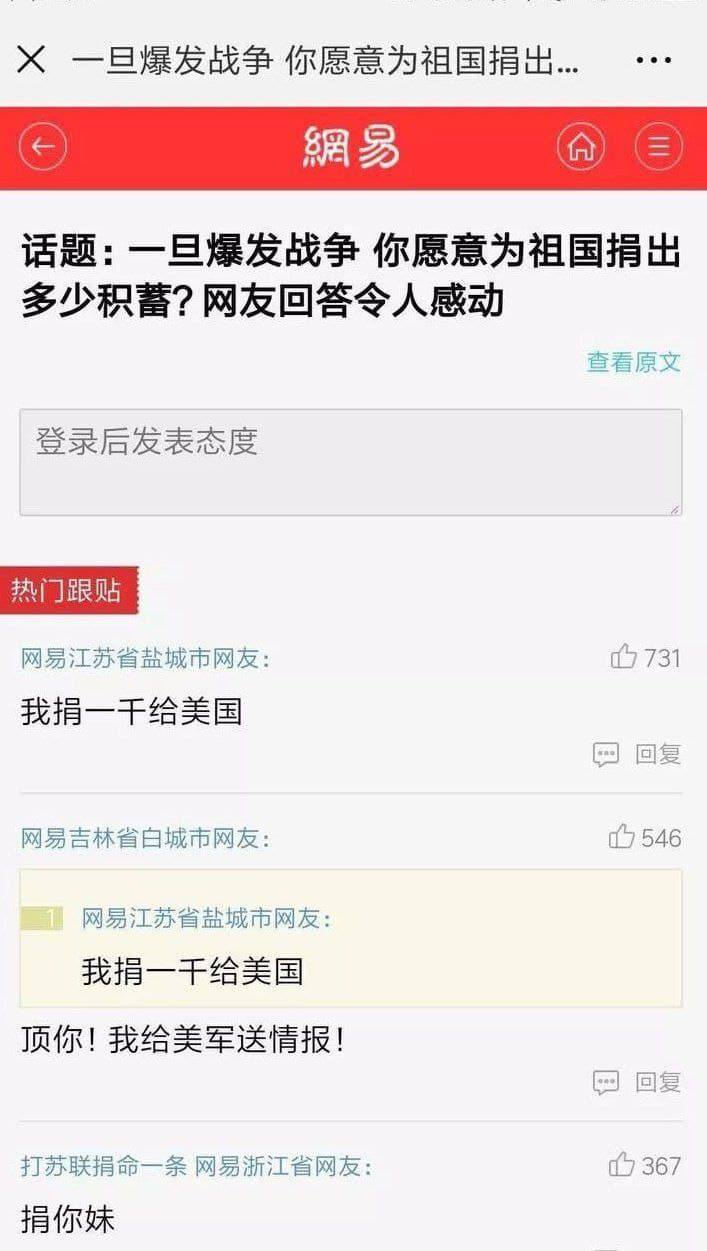 一旦爆发战争 你愿意为祖国捐出...
網易
话题：一旦爆发战争 你愿意为祖国捐出
多少积蓄？网友回答令人感动
查看原文
登录后发表态度
热门跟贴
网易江苏省盐城市网友：
731
我捐一千给美国
回复
网易吉林省白城市网友：
546
1
网易江苏省盐城市网友：
我捐一千给美国
顶你！我给美军送情报！
回复
打苏联捐命一条 网易浙江省网友：
367
捐你妹